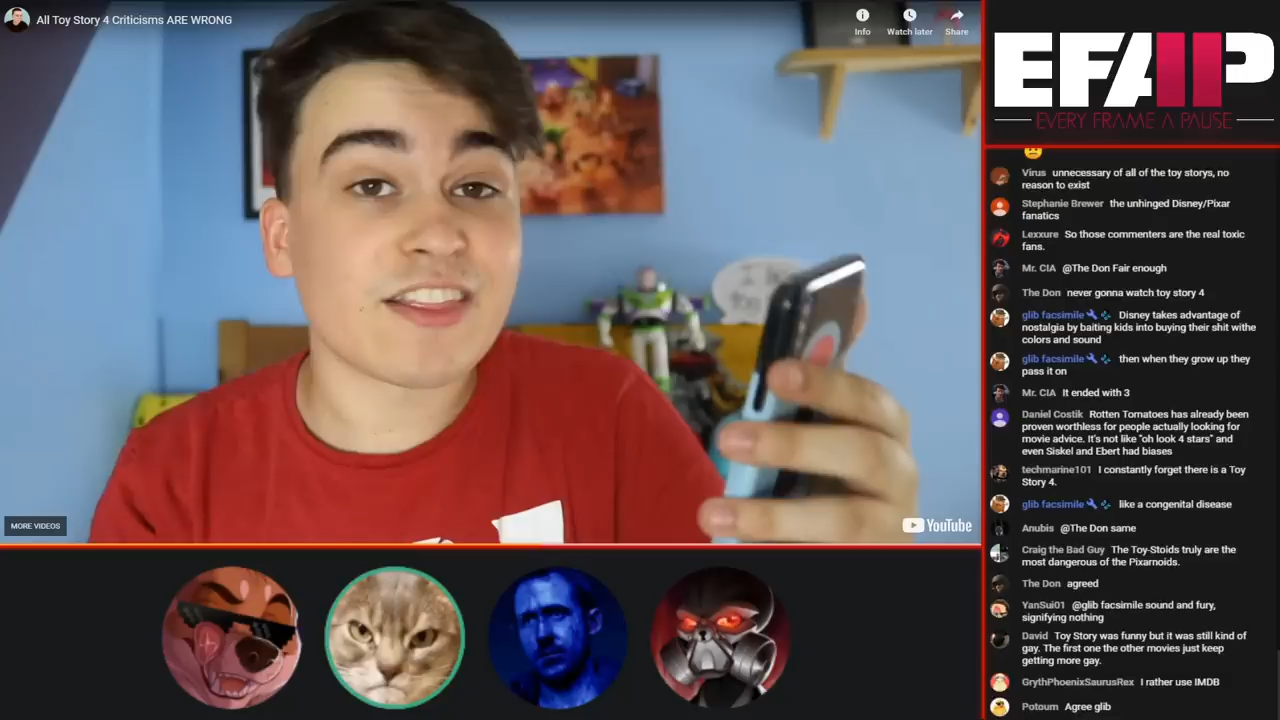 All Toy Story 4 Criticisms ARE WRONG
Info
Watch later
Share
MORE VIDEOS
YouTube
EFAP
EVERY FRAME A PAUSE
Virus unnecessary of all of the toy storys, no
reason to exist
Stephanie Brewer the unhinged Disney/Pixar
fanatics
Lexxure So those commenters are the real toxic
fans.
Mr. CIA @The Don Fair enough
The Don never gonna watch toy story 4
glib facsimile Disney takes advantage of
nostalgia by baiting kids into buying their shit withe
colors and sound
glib facsimile then when they grow up they
pass it on
Mr. CIA It ended with 3
Daniel Costik Rotten Tomatoes has already been
proven worthless for people actually looking for
movie advice. It's not like "oh look 4 stars" and
even Siskel and Ebert had biases
techmarine101 I constantly forget there is a Toy
Story 4.
glib facsimile like a congenital disease
Anubis @The Don same
Craig the Bad Guy The Toy-Stoids truly are the
most dangerous of the Pixarnoids.
The Don agreed
YanSui01 @glib facsimile sound and fury,
signifying nothing
David Toy Story was funny but it was still kind of
gay. The first one the other movies just keep
getting more gay.
GrythPhoenixSaurusRex I rather use IMDB
Potoum Agree glib